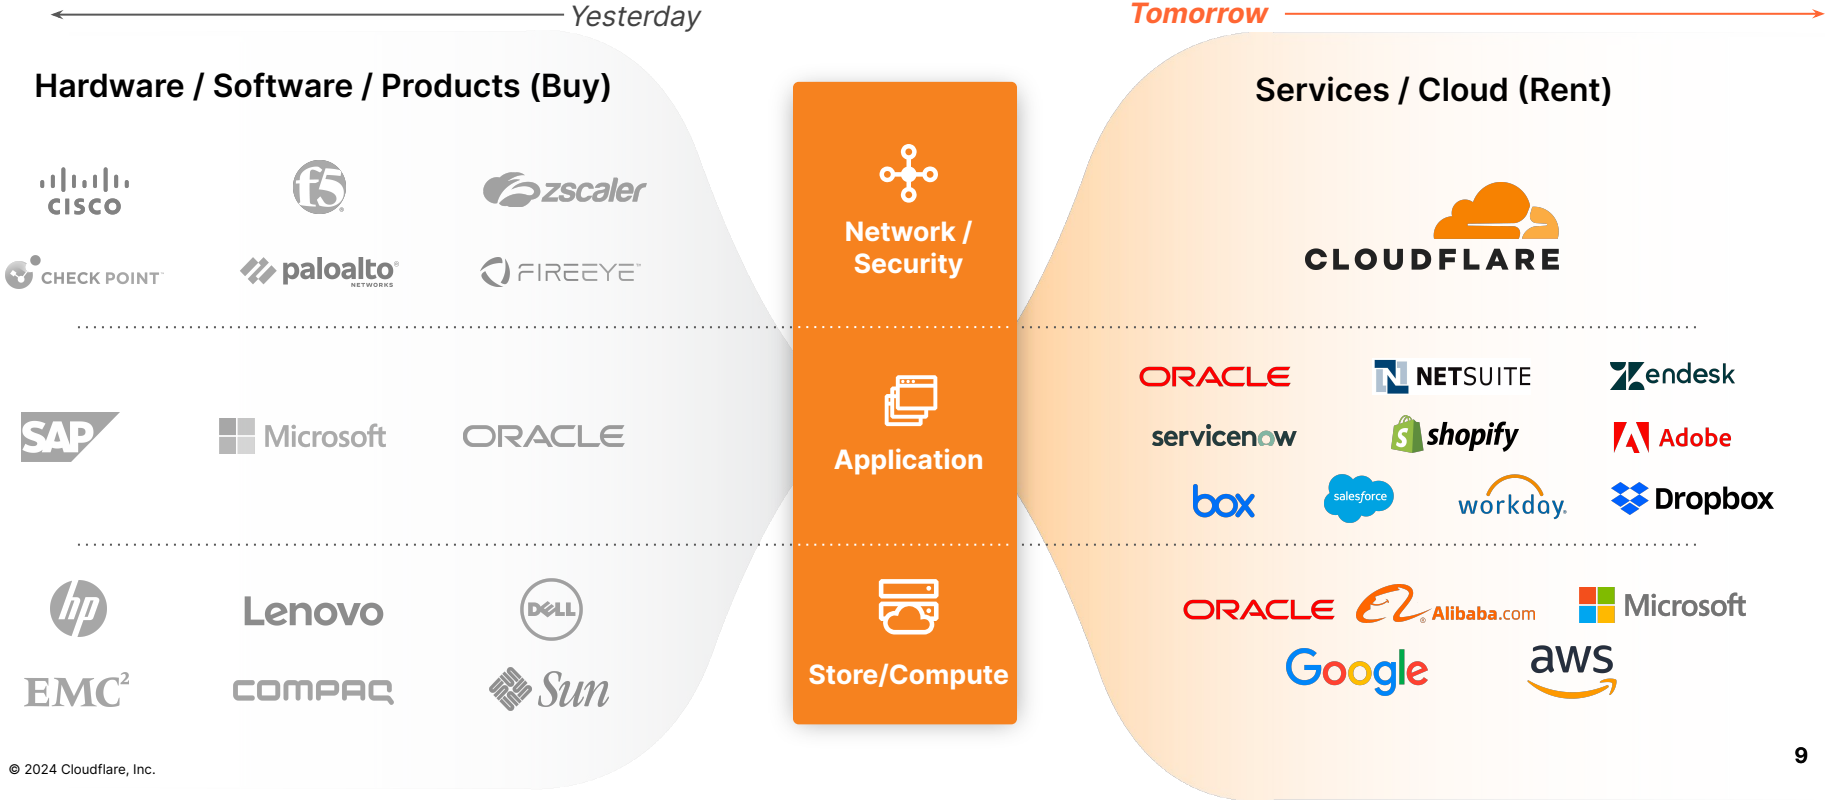 Yesterday
Tomorrow
Hardware / Software / Products (Buy)
Services / Cloud (Rent)
CISCO
f5
zscaler
CHECK POINT
paloalto
NETWORKS
FIREEYE™
Network /
Security
CLOUDFLARE
SAP
Microsoft
ORACLE
Application
ORACLE
N NETSUITE
Zendesk
servicenow
S shopify
Adobe
box
salesforce
workday.
Dropbox
hp
Lenovo
DELL
EMC²
COMPAQ
Sun
Store/Compute
ORACLE
Alibaba.com
Microsoft
Google
aws
© 2024 Cloudflare, Inc.
9